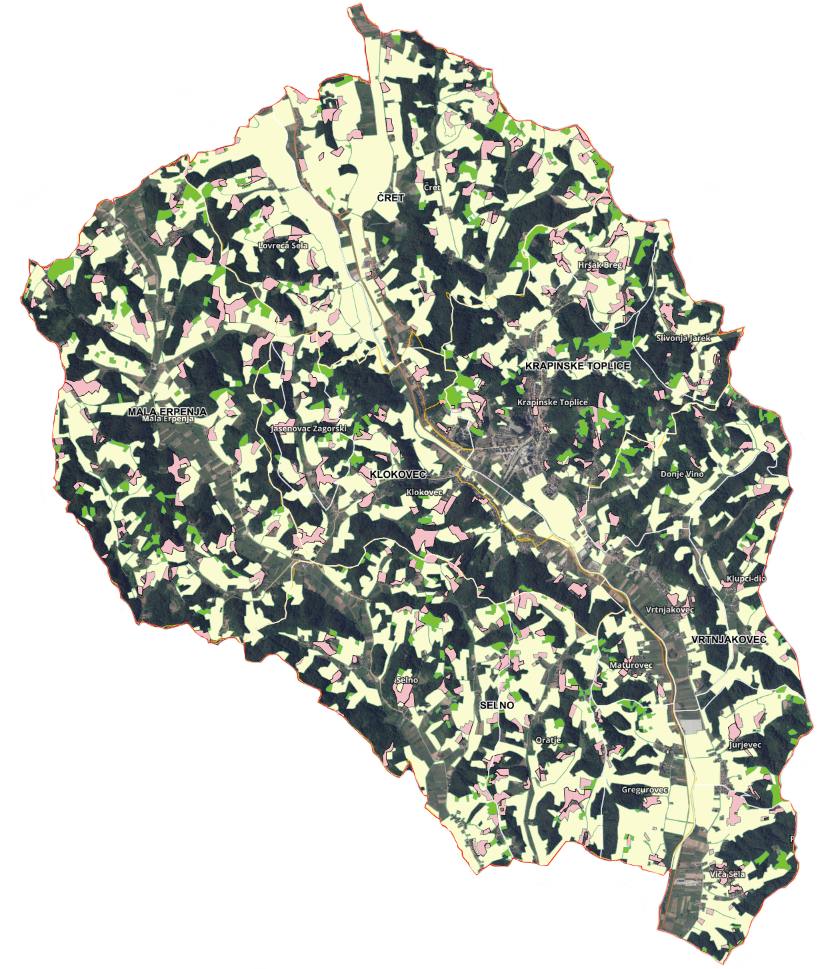 Čret
ČRET
Lovreća Sela
Hršak Breg
Slivonja Jarek
KRAPINSKE TOPLICE
Krapinske Toplice
MALA ERPENJA
Mala Erpenja
Jasenovac Zagorski
KLOKOVEC
Donje Vino
Klokovec
Klupci-dio
Vrtnjakovec
VRTNJAKOVEC
Maturovec
Selno
SELNO
Oratje
Jurjevec
Gregurovec
Viča Sela